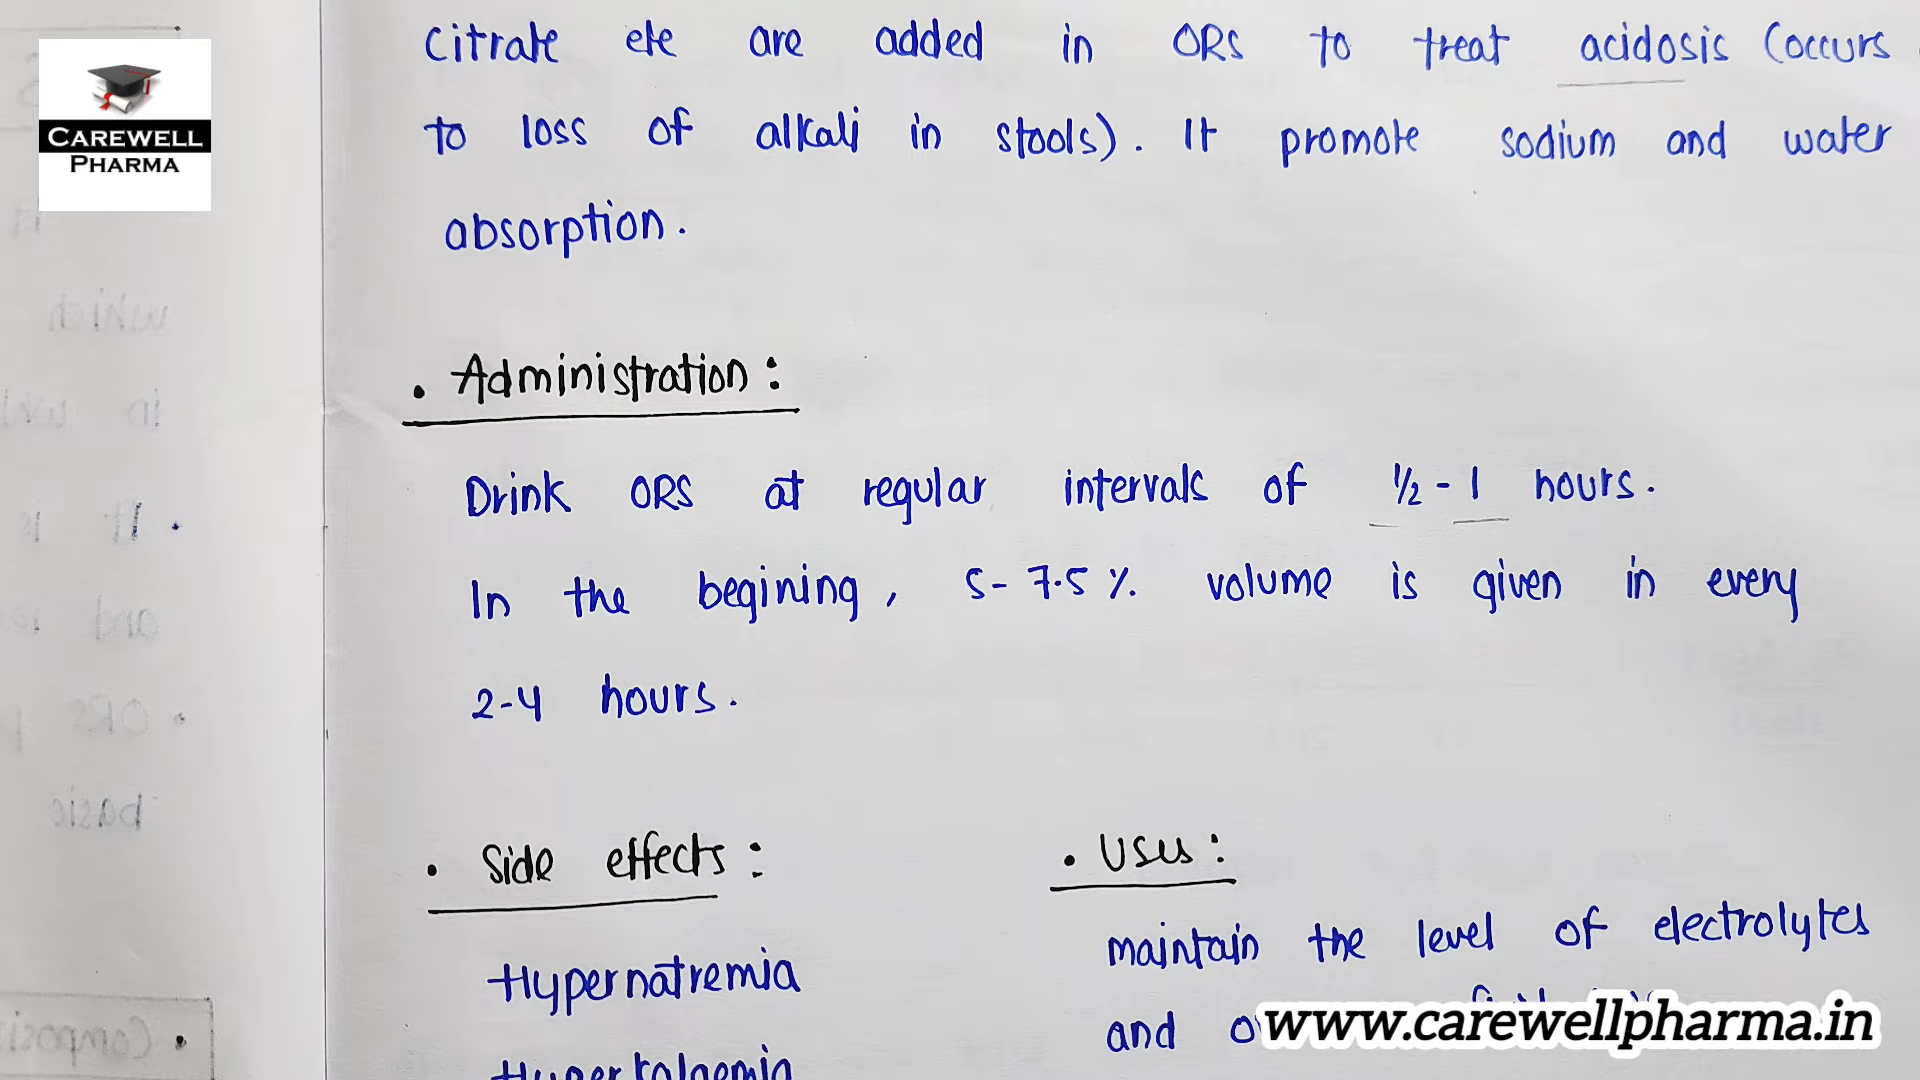 CAREWELL
PHARMA
Citrate etc are added in ORS to treat acidosis (occurs
to loss of alkali in stools). It promote sodium and water
absorption.
• Administration:
Drink ORS at regular intervals of 1/2 - 1 hours.
In the begining, 5-7.5% volume is given in every
2-4 hours.
• Side effects:
Hypernatremia
Hyperkalaemia
• Uses:
maintain the level of electrolytes
and
www.carewellpharma.in